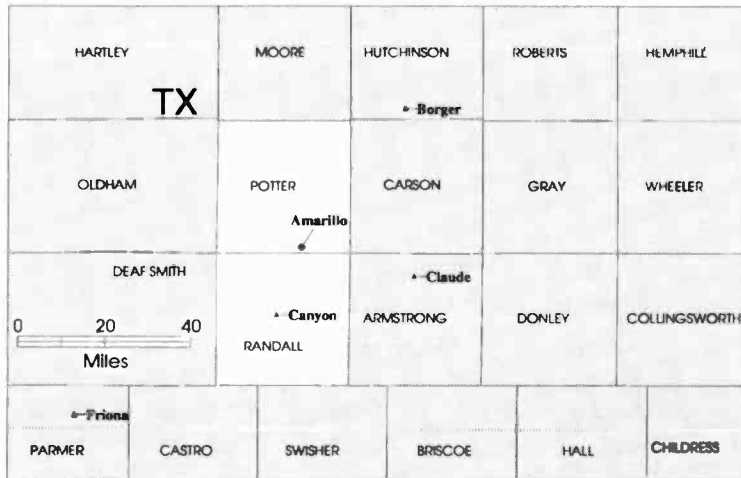 HARTLEY
MOORE
HUTCHINSON
ROBERTS
HEMPHILL
TX
Borger
OLDHAM
POTTER
CARSON
GRAY
WHEELER
Amarillo
DEAF SMITH
Claude
Canyon
ARMSTRONG
DONLEY
COLLINGSWORTH
0 20 40
Miles
RANDALL
Friona
PARMER
CASTRO
SWISHER
BRISCOE
HALL
CHILDRESS